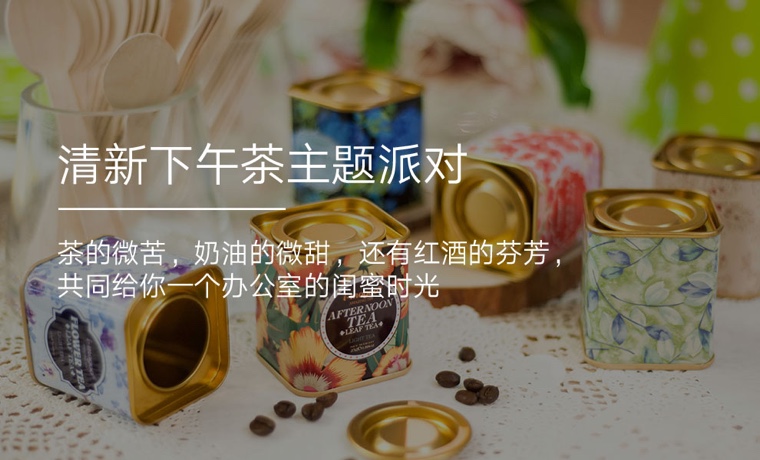 清新下午茶主题派对
茶的微苦，奶油的微甜，还有红酒的芬芳，
共同给你一个办公室的闺蜜时光
AFTERNOON
TEA
LEAF TEA
FLOWER TEA